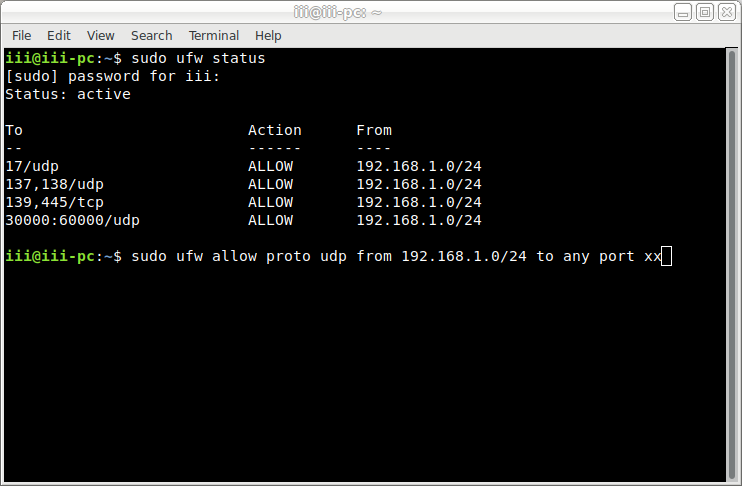 iii@iii-pc: ~
File Edit View Search Terminal Help
iii@iii-pc:~$ sudo ufw status
[sudo] password for iii:
Status: active
To Action From
-- ------ ----
17/udp ALLOW 192.168.1.0/24
137,138/udp ALLOW 192.168.1.0/24
139,445/tcp ALLOW 192.168.1.0/24
30000:60000/udp ALLOW 192.168.1.0/24
iii@iii-pc:~$ sudo ufw allow proto udp from 192.168.1.0/24 to any port xx